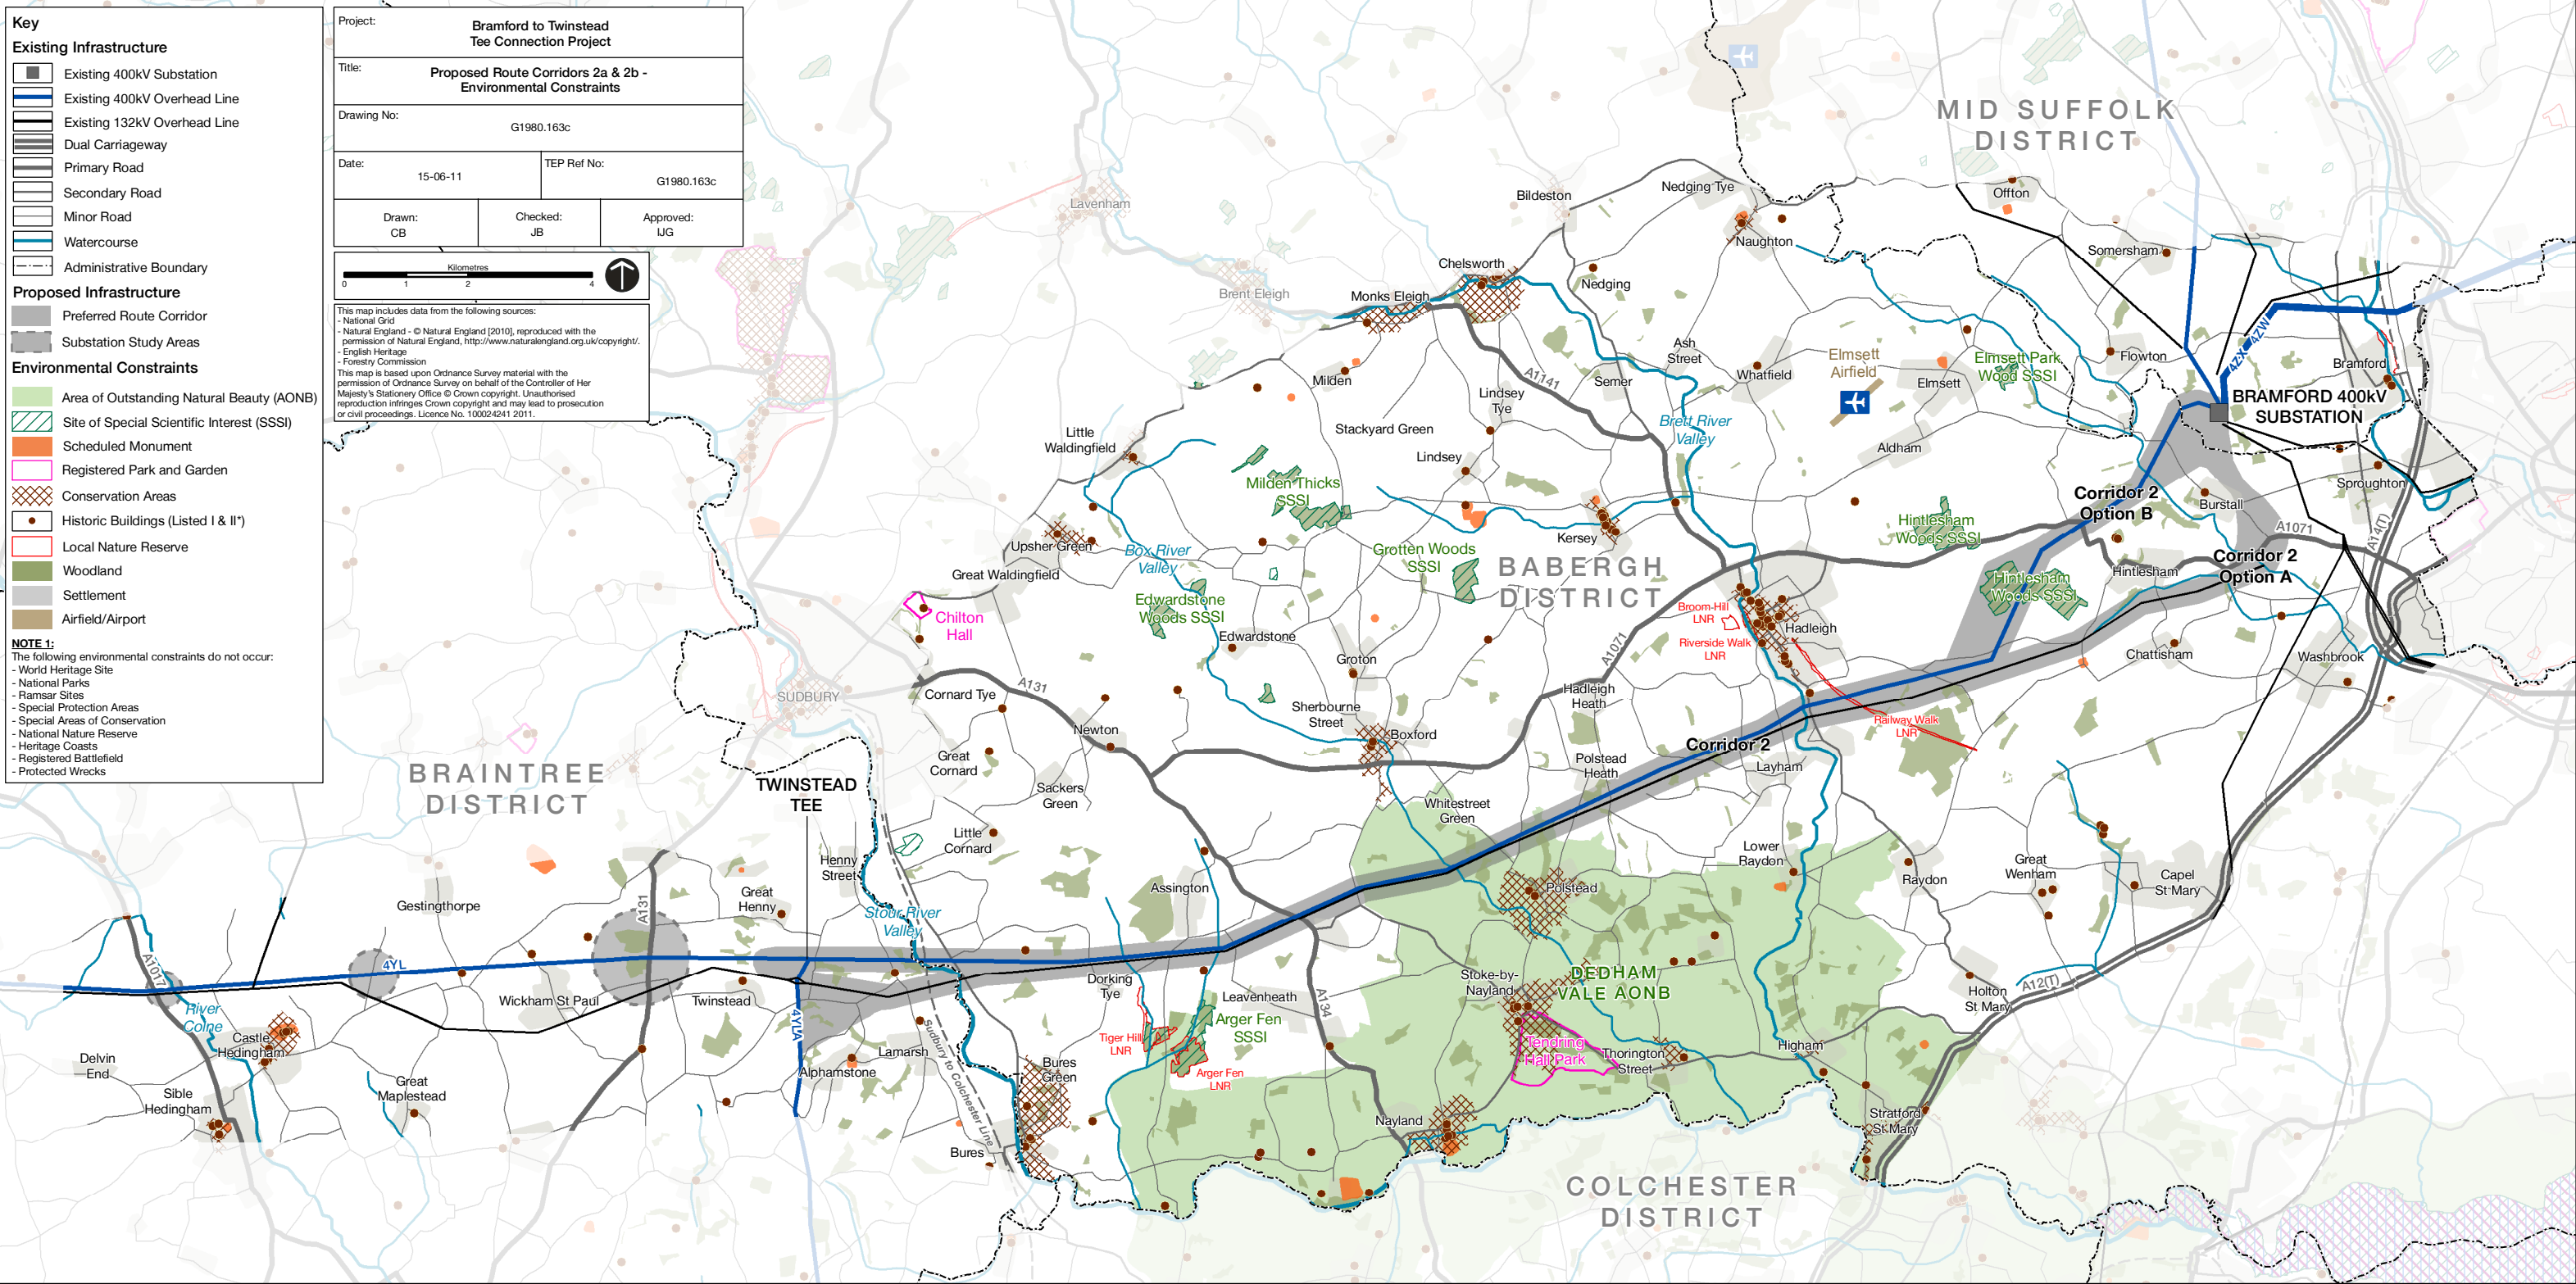 Key
Existing Infrastructure
Existing 400kV Substation
Existing 400kV Overhead Line
Existing 132kV Overhead Line
Dual Carriageway
Primary Road
Secondary Road
Minor Road
Watercourse
Administrative Boundary
Proposed Infrastructure
Preferred Route Corridor
Substation Study Areas
Environmental Constraints
Area of Outstanding Natural Beauty (AONB)
Site of Special Scientific Interest (SSSI)
Scheduled Monument
Registered Park and Garden
Conservation Areas
Historic Buildings (Listed I & II*)
Local Nature Reserve
Woodland
Settlement
Airfield/Airport
NOTE 1:
The following environmental constraints do not occur:
- World Heritage Site
- National Parks
- Ramsar Sites
- Special Protection Areas
- Special Areas of Conservation
- National Nature Reserve
- Heritage Coasts
- Registered Battlefield
- Protected Wrecks
Project:
Bramford to Twinstead
Tee Connection Project
Title:
Proposed Route Corridors 2a & 2b -
Environmental Constraints
Drawing No:
G1980.163c
Date:
15-06-11
TEP Ref No:
G1980.163c
Drawn:
CB
Checked:
JB
Approved:
IJG
Kilometres
0 1 2 4
This map includes data from the following sources:
- National Grid
- Natural England - © Natural England [2010], reproduced with the
permission of Natural England, http://www.naturalengland.org.uk/copyright/.
- English Heritage
- Forestry Commission
This map is based upon Ordnance Survey material with the
permission of Ordnance Survey on behalf of the Controller of Her
Majesty's Stationery Office © Crown copyright. Unauthorised
reproduction infringes Crown copyright and may lead to prosecution
or civil proceedings. Licence No. 100024241 2011.
MID SUFFOLK
DISTRICT
Offton
Nedging Tye
Bildeston
Lavenham
Naughton
Somersham
Chelsworth
Nedging
Brent Eleigh
Monks Eleigh
4ZX
4ZW
Ash
Street
Elmsett
Airfield
Elmsett Park
Wood SSSI
Flowton
Bramford
Whatfield
Elmsett
Semer
A1141
Milden
Lindsey
Tye
BRAMFORD 400kV
SUBSTATION
Brett River
Valley
Stackyard Green
Little
Waldingfield
Aldham
Lindsey
Milden Thicks
SSSI
Sproughton
Corridor 2
Option B
Burstall
Hintlesham
Woods SSSI
A1071
A14(T)
Kersey
Upsher Green
Box River
Valley
Grotten Woods
SSSI
BABERGH
DISTRICT
Corridor 2
Option A
Hintlesham
Great Waldingfield
Hintlesham
Woods SSSI
Edwardstone
Woods SSSI
Broom-Hill
LNR
Chilton
Hall
Hadleigh
Edwardstone
Riverside Walk
LNR
A1071
Groton
Chattisham
Washbrook
A131
Cornard Tye
SUDBURY
Hadleigh
Heath
Sherbourne
Street
Railway Walk
LNR
Newton
Boxford
Corridor 2
Great
Cornard
Polstead
Heath
Layham
BRAINTREE
DISTRICT
TWINSTEAD
TEE
Sackers
Green
Whitestreet
Green
Little
Cornard
Henny
Street
Lower
Raydon
Great
Wenham
Raydon
Capel
St Mary
Assington
Polstead
Great
Henny
A131
Gestingthorpe
Stour River
Valley
4YL
A1017
Dorking
Tye
Stoke-by-
Nayland
DEDHAM
VALE AONB
Wickham St Paul
Twinstead
Leavenheath
A134
Holton
St Mary
A12(T)
River
Colne
4YLA
Sudbury to Colchester Line
Arger Fen
SSSI
Castle
Hedingham
Tiger Hill
LNR
Tendring
Hall Park
Thorington
Street
Higham
Lamarsh
Delvin
End
Alphamstone
Bures
Green
Arger Fen
LNR
Great
Maplestead
Sible
Hedingham
Nayland
Stratford
St Mary
Bures
COLCHESTER
DISTRICT